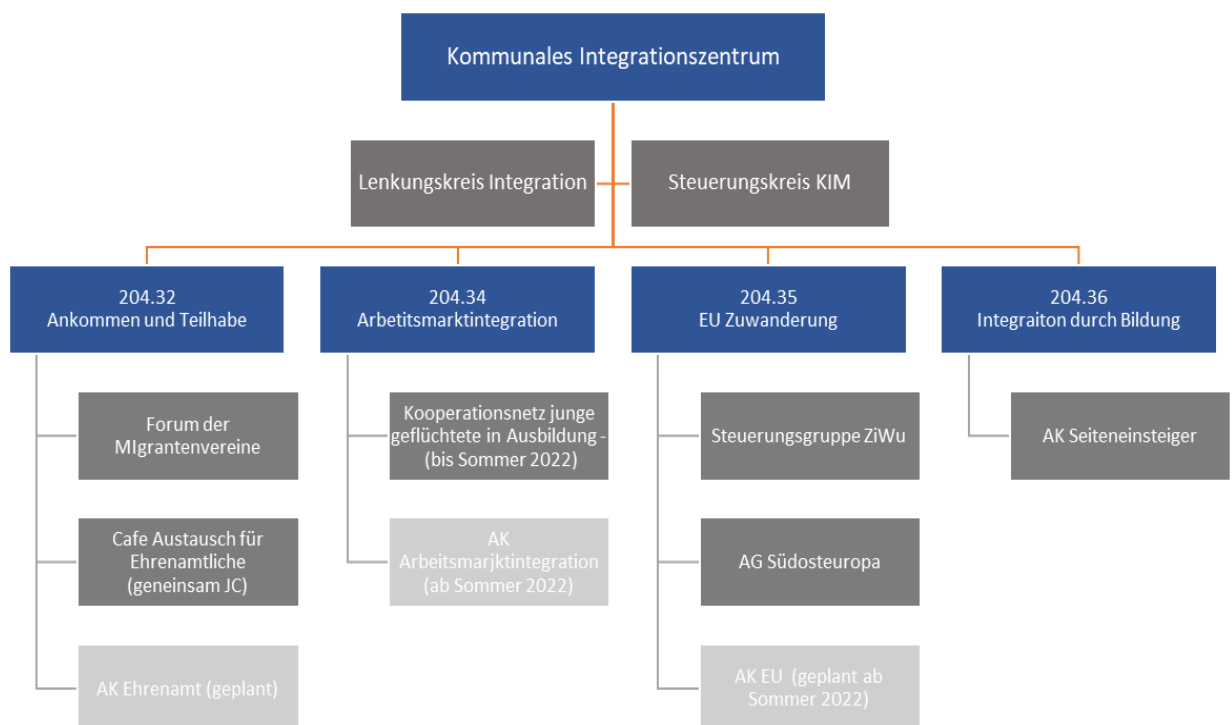 Kommunales Integrationszentrum
Lenkungskreis Integration
Steuerungskreis KIM
204.32
Ankommen und Teilhabe
Forum der
MIgrantenvereine
Cafe Austausch für
Ehrenamtliche
(geneinsam JC)
AK Ehrenamt (geplant)
204.34
Arbetitsmarktintegration
Kooperationsnetz junge
geflüchtete in Ausbildung -
(bis Sommer 2022)
AK
Arbeitsmarjktintegration
(ab Sommer 2022)
204.35
EU Zuwanderung
Steuerungsgruppe ZiWu
AG Südosteuropa
AK EU (geplant ab
Sommer 2022)
204.36
Integraiton durch Bildung
AK Seiteneinsteiger